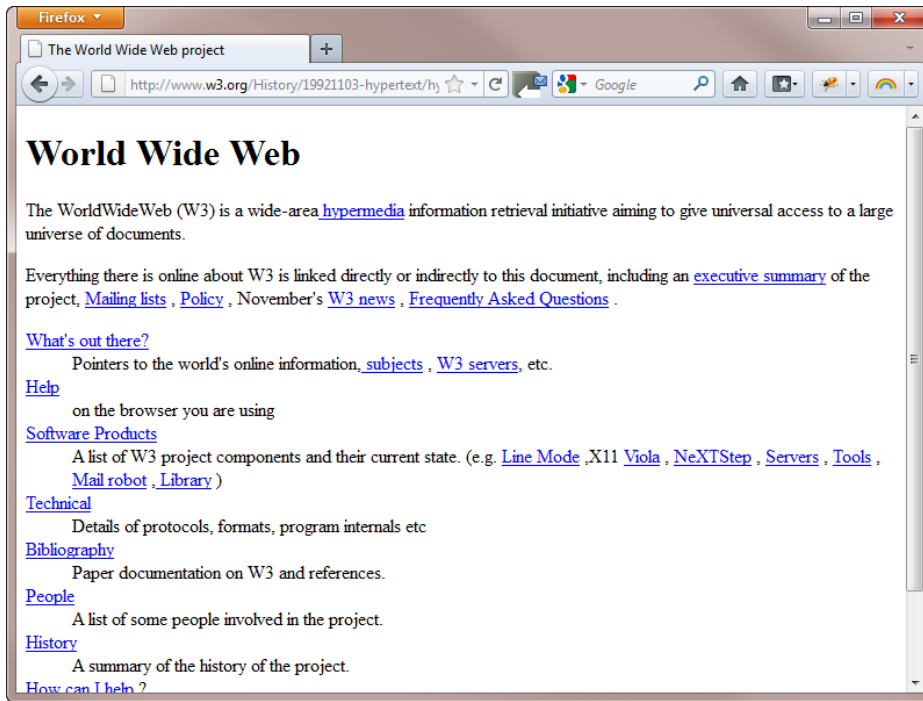 Firefox
The World Wide Web project
http://www.w3.org/History/19921103-hypertext/hy
Google
World Wide Web
The WorldWideWeb (W3) is a wide-area hypermedia information retrieval initiative aiming to give universal access to a large
universe of documents.
Everything there is online about W3 is linked directly or indirectly to this document, including an executive summary of the
project, Mailing lists , Policy , November's W3 news , Frequently Asked Questions .
What's out there?
Pointers to the world's online information, subjects , W3 servers, etc.
Help
on the browser you are using
Software Products
A list of W3 project components and their current state. (e.g. Line Mode ,X11 Viola , NeXTStep , Servers , Tools ,
Mail robot , Library )
Technical
Details of protocols, formats, program internals etc
Bibliography
Paper documentation on W3 and references.
People
A list of some people involved in the project.
History
A summary of the history of the project.
How can I help ?